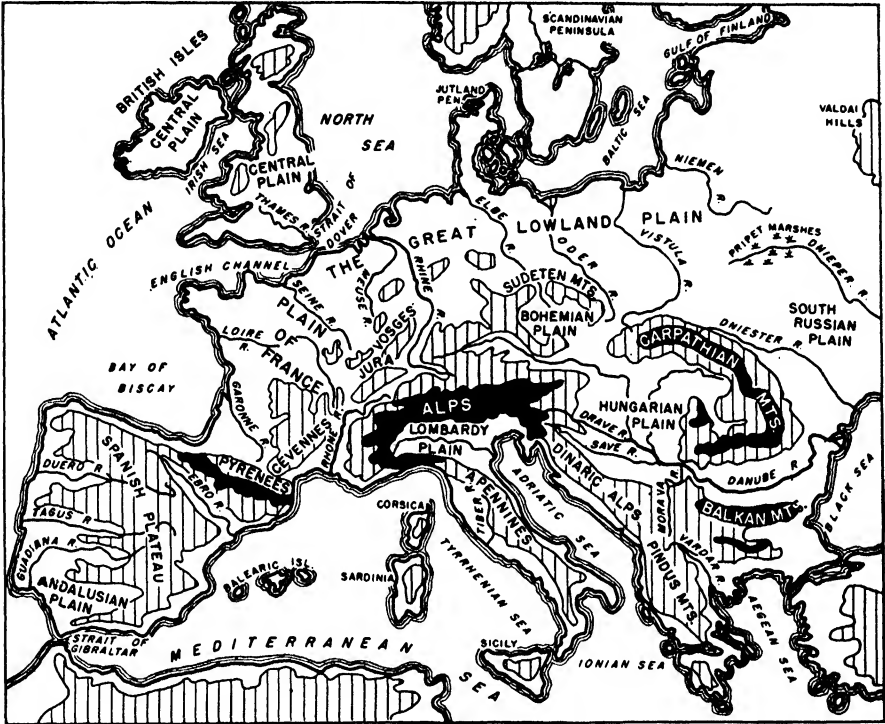 SCANDINAVIAN
PENINSULA
GULF OF FINLAND
BRITISH ISLES
CENTRAL
PLAIN
IRISH SEA
NORTH
SEA
JUTLAND
PEN.
BALTIC SEA
VALDAI
HILLS
CENTRAL
PLAIN
THAMES R.
STRAIT OF
DOVER
NIEMEN R.
ATLANTIC OCEAN
ENGLISH CHANNEL
THE GREAT LOWLAND PLAIN
ELBE R.
ODER R.
VISTULA R.
PRIPET MARSHES
DNIEPER R.
SEINE R.
MEUSE R.
RHINE R.
SUDETEN MTS.
BOHEMIAN
PLAIN
SOUTH
RUSSIAN
PLAIN
PLAIN
OF
FRANCE
LOIRE
R.
VOSGES
JURA
DNIESTER R.
CARPATHIAN
MTS.
BAY OF
BISCAY
GARONNE R.
CEVENNES
RHONE R.
ALPS
LOMBARDY
PLAIN
HUNGARIAN
PLAIN
DRAVE R.
SAVE R.
DANUBE R.
BLACK SEA
PYRENEES
SPANISH
PLATEAU
DUERO R.
EBRO R.
TAGUS R.
GUADIANA R.
ANDALUSIAN
PLAIN
STRAIT OF
GIBRALTAR
BALEARIC ISL.
CORSICA
SARDINIA
APENNINES
TIBER R.
ADRIATIC
SEA
DINARIC ALPS
MORAVA R.
BALKAN MTS.
VARDAR R.
PINDUS MTS.
TYRRHENIAN SEA
AEGEAN
SEA
SICILY
IONIAN SEA
MEDITERRANEAN
SEA